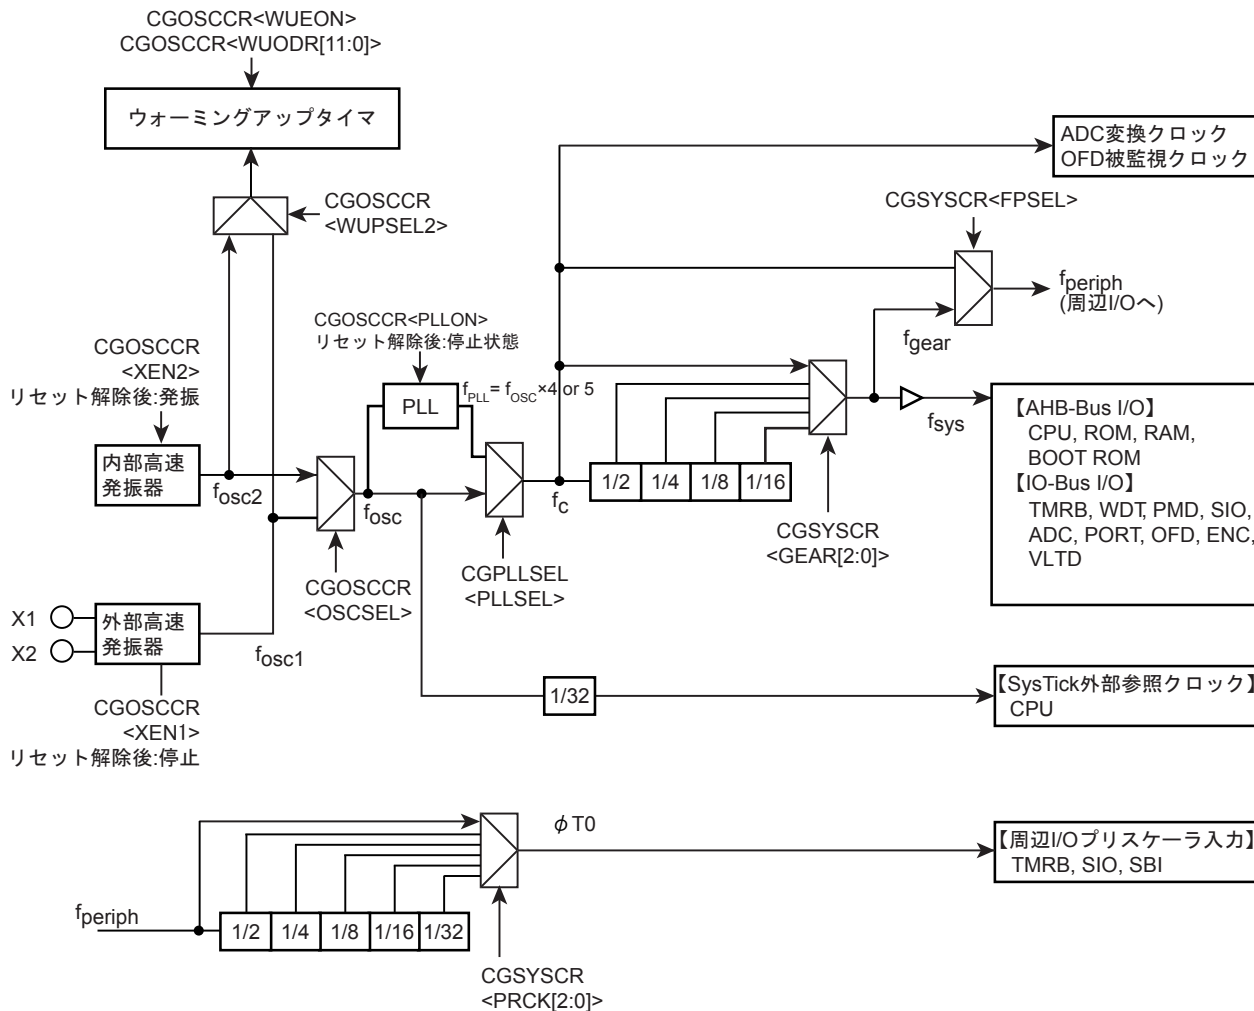 CGOSCCR<WUEON>
CGOSCCR<WUODR[11:0]>
ウォーミングアップタイマ
CGOSCCR
<WUPSEL2>
ADC変換クロック
OFD被監視クロック
CGSYSCR<FPSEL>
fperiph
(周辺I/Oへ)
CGOSCCR<PLLON>
リセット解除後:停止状態
fgear
CGOSCCR
<XEN2>
リセット解除後:発振
PLL
fPLL= fOSC×4 or 5
fsys
【AHB-Bus I/O】
CPU, ROM, RAM,
BOOT ROM
【IO-Bus I/O】
TMRB, WDT, PMD, SIO,
ADC, PORT, OFD, ENC,
VLTD
内部高速
発振器
fosc2
fosc
fc
1/2 1/4 1/8 1/16
CGSYSCR
<GEAR[2:0]>
CGOSCCR
<OSCSEL>
CGPLLSEL
<PLLSEL>
X1
X2
外部高速
発振器
fosc1
CGOSCCR
<XEN1>
リセット解除後:停止
1/32
【SysTick外部参照クロック】
CPU
ϕT0
【周辺I/Oプリスケーラ入力】
TMRB, SIO, SBI
fperiph
1/2 1/4 1/8 1/16 1/32
CGSYSCR
<PRCK[2:0]>